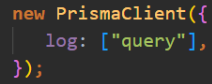 new PrismaClient({
  log: ["query"],
});